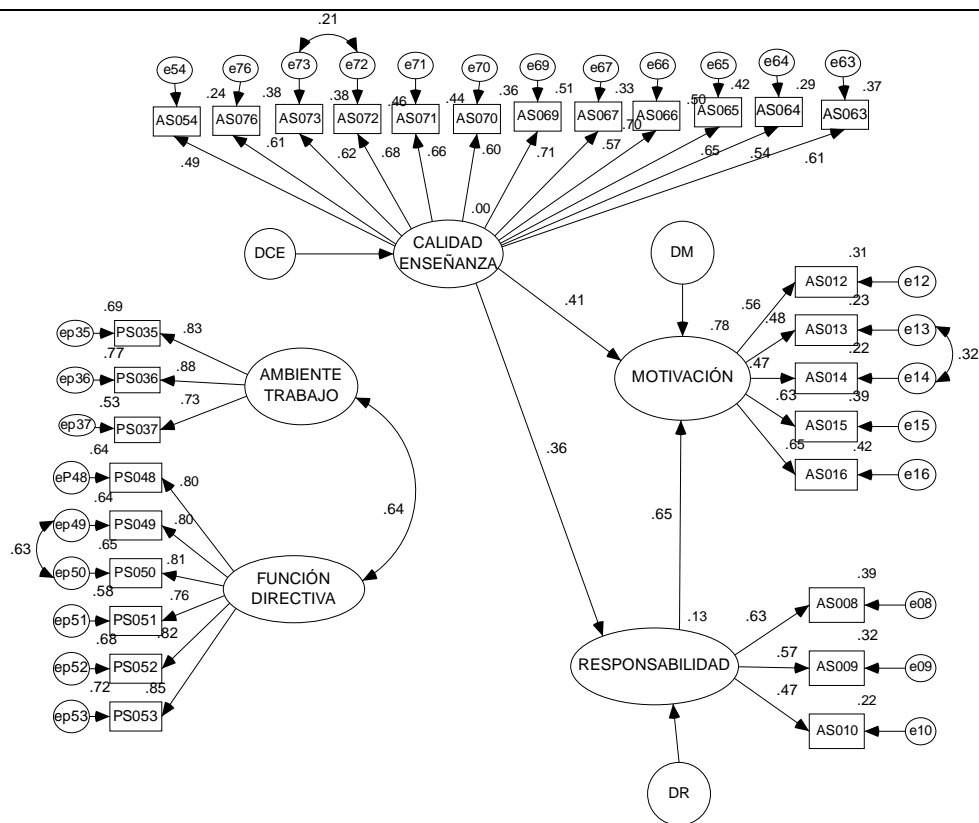 .21
e54 e76 e73 e72 e71 e70 e69 e67 e66 e65 e64 e63
.24 .38 .38 .46 .44 .36 .51 .33 .50 .42 .29 .37
AS054 AS076 AS073 AS072 AS071 AS070 AS069 AS067 AS066 AS065 AS064 AS063
.49 .61 .62 .68 .66 .60 .71 .57 .70 .65 .54 .61
.00
DCE
CALIDAD
ENSEÑANZA
DM
.41
.36
.78
MOTIVACIÓN
.31
.56 AS012 e12
.23
.48 AS013 e13
.22
.47 AS014 e14
.32
.39
.63 AS015 e15
.42
.65 AS016 e16
.69
ep35 PS035 .83
.77
ep36 PS036 .88
.53
ep37 PS037 .73
AMBIENTE
TRABAJO
.64
.64
eP48 PS048 .80
.64
ep49 PS049 .80
.63
.65
ep50 PS050 .81
.58
ep51 PS051 .76
.68
ep52 PS052 .82
.72
ep53 PS053 .85
FUNCIÓN
DIRECTIVA
.65
.13
RESPONSABILIDAD
.39
.63 AS008 e08
.32
.57 AS009 e09
.22
.47 AS010 e10
DR